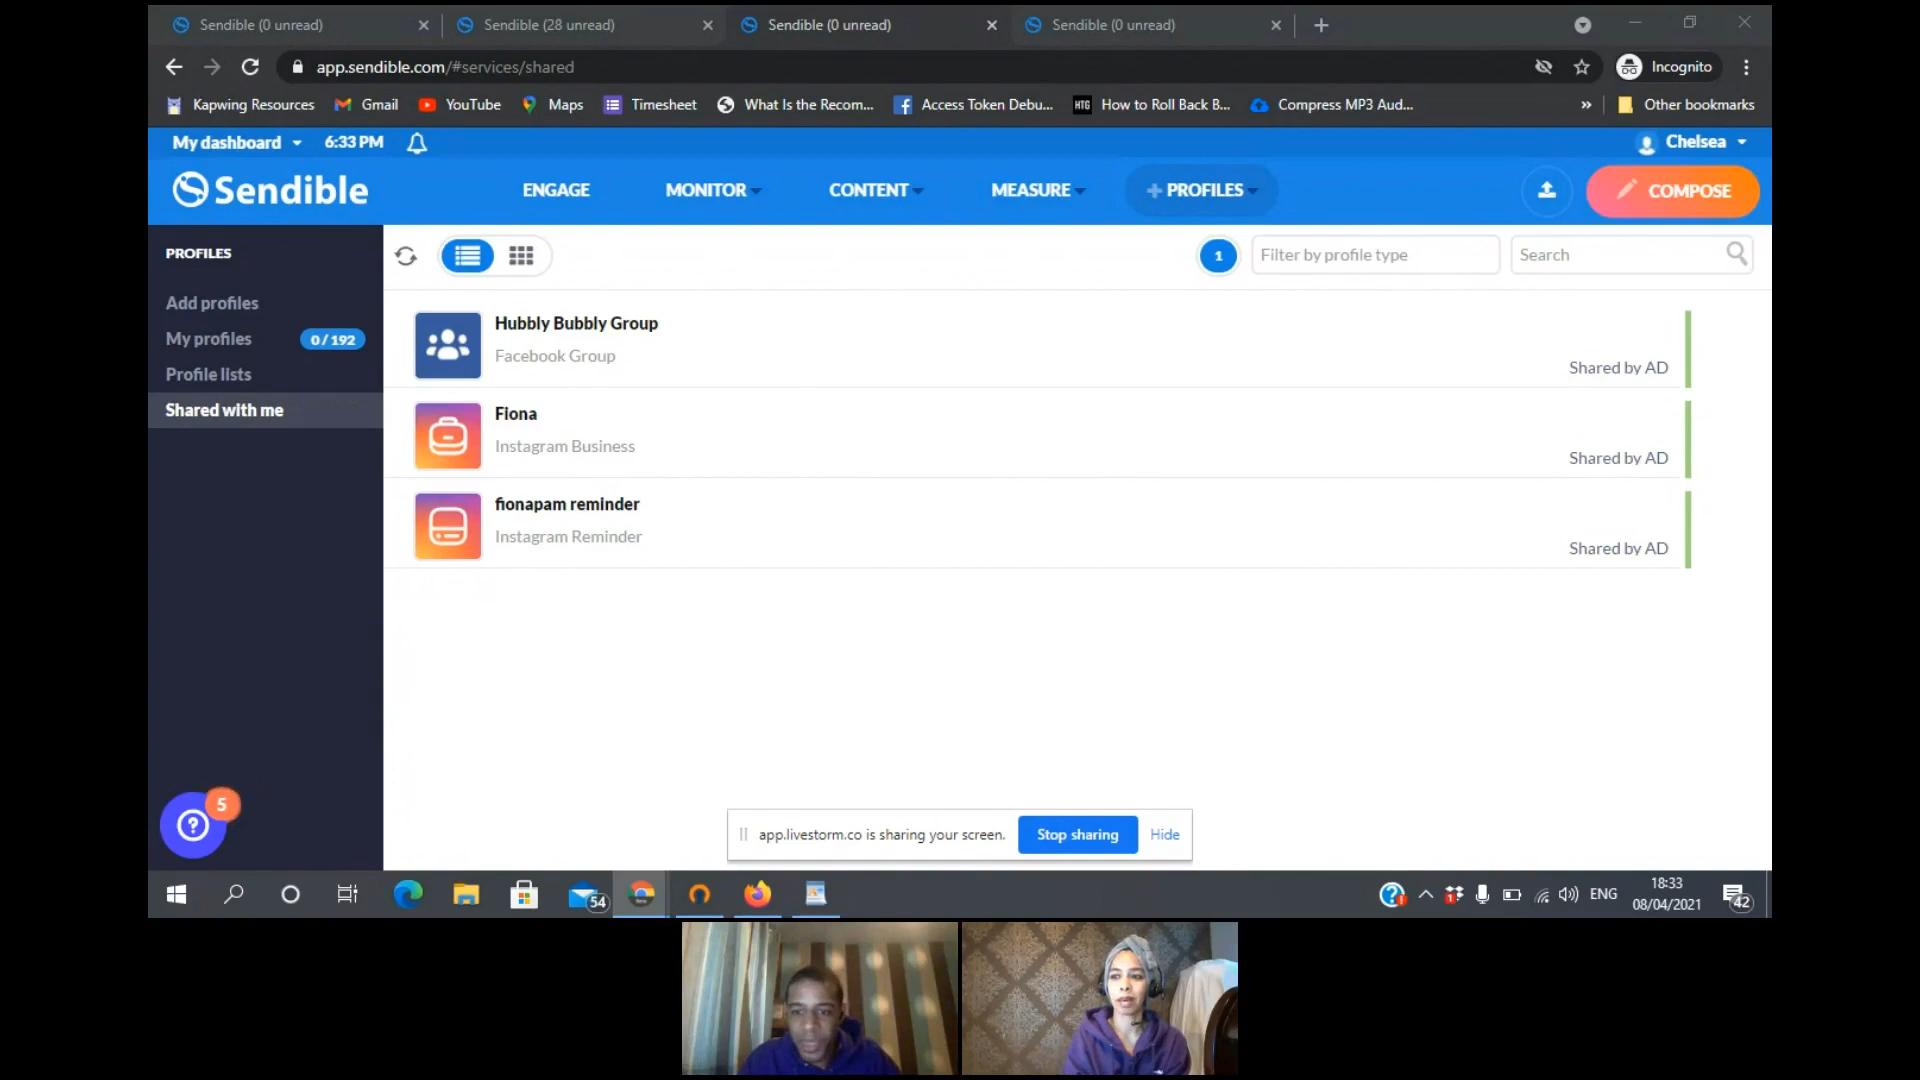 Sendible (0 unread)
Sendible (28 unread)
Sendible (0 unread)
Sendible (0 unread)
app.sendible.com/#services/shared
Incognito
Kapwing Resources
Gmail
YouTube
Maps
Timesheet
What Is the Recom...
Access Token Debu...
HTG
How to Roll Back B...
Compress MP3 Aud...
»
Other bookmarks
My dashboard
6:33 PM
Chelsea
Sendible
ENGAGE
MONITOR
CONTENT
MEASURE
+ PROFILES
COMPOSE
PROFILES
Add profiles
My profiles
0 / 192
Profile lists
Shared with me
1
Filter by profile type
Search
Hubbly Bubbly Group
Facebook Group
Shared by AD
Fiona
Instagram Business
Shared by AD
fionapam reminder
Instagram Reminder
Shared by AD
5
?
app.livestorm.co is sharing your screen.
Stop sharing
Hide
54
ENG
18:33
08/04/2021
42